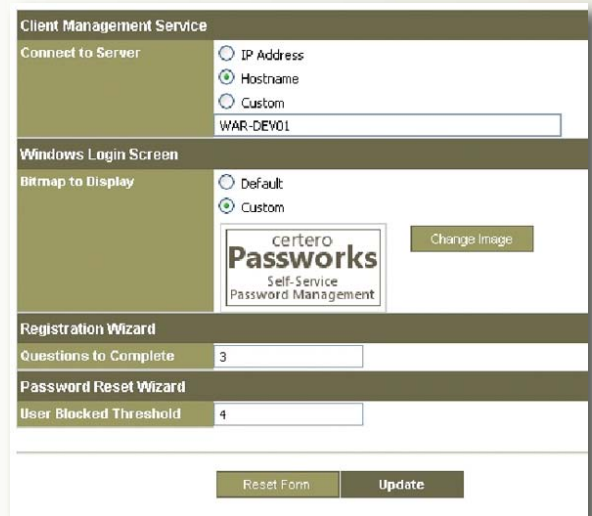 Client Management Service
Connect to Server
IP Address
Hostname
Custom
WAR-DEV01
Windows Login Screen
Bitmap to Display
Default
Custom
certero
Passworks
Self-Service
Password Management
Change Image
Registration Wizard
Questions to Complete
3
Password Reset Wizard
User Blocked Threshold
4
Reset Form
Update